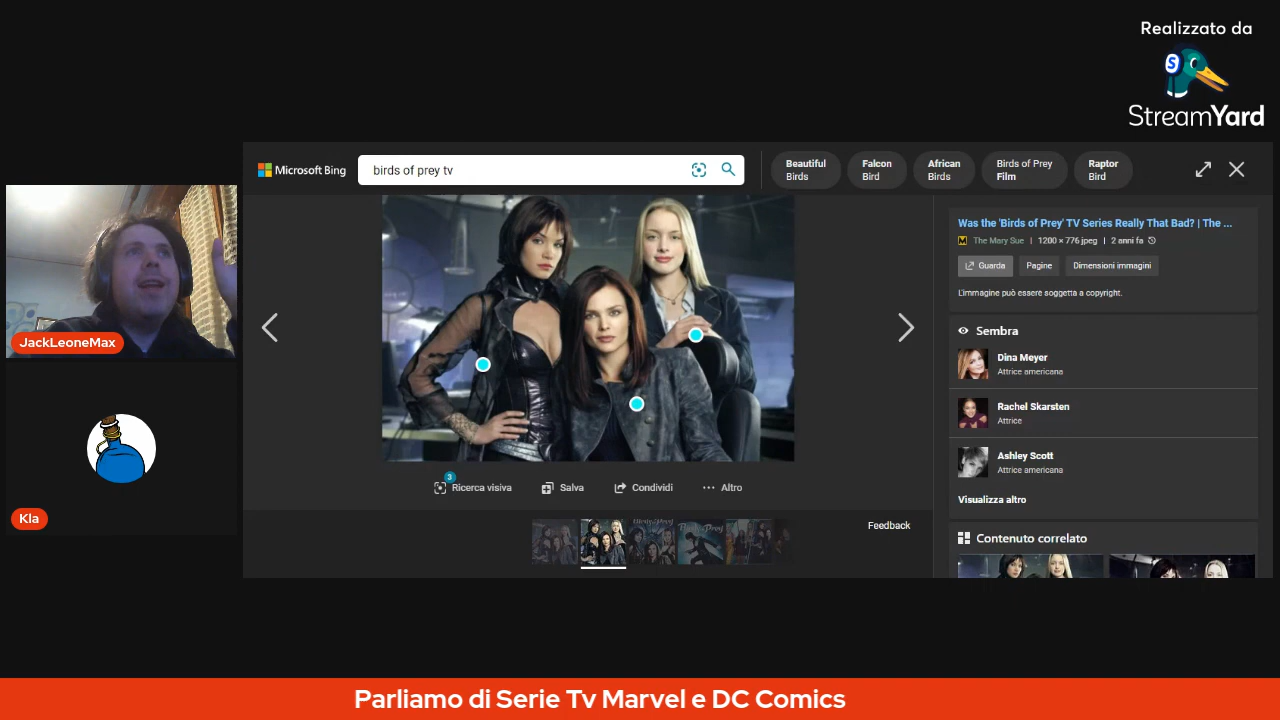 Realizzato da
StreamYard
Microsoft Bing
birds of prey tv
Beautiful
Birds
Falcon
Bird
African
Birds
Birds of Prey
Film
Raptor
Bird
JackLeoneMax
Kla
Was the 'Birds of Prey' TV Series Really That Bad? | The ...
The Mary Sue | 1200 × 776 jpeg | 2 anni fa
Guarda
Pagine
Dimensioni immagini
L'immagine può essere soggetta a copyright.
Sembra
Dina Meyer
Attrice americana
Rachel Skarsten
Attrice
Ashley Scott
Attrice americana
Visualizza altro
Contenuto correlato
3
Ricerca visiva
Salva
Condividi
Altro
Feedback
Parliamo di Serie Tv Marvel e DC Comics